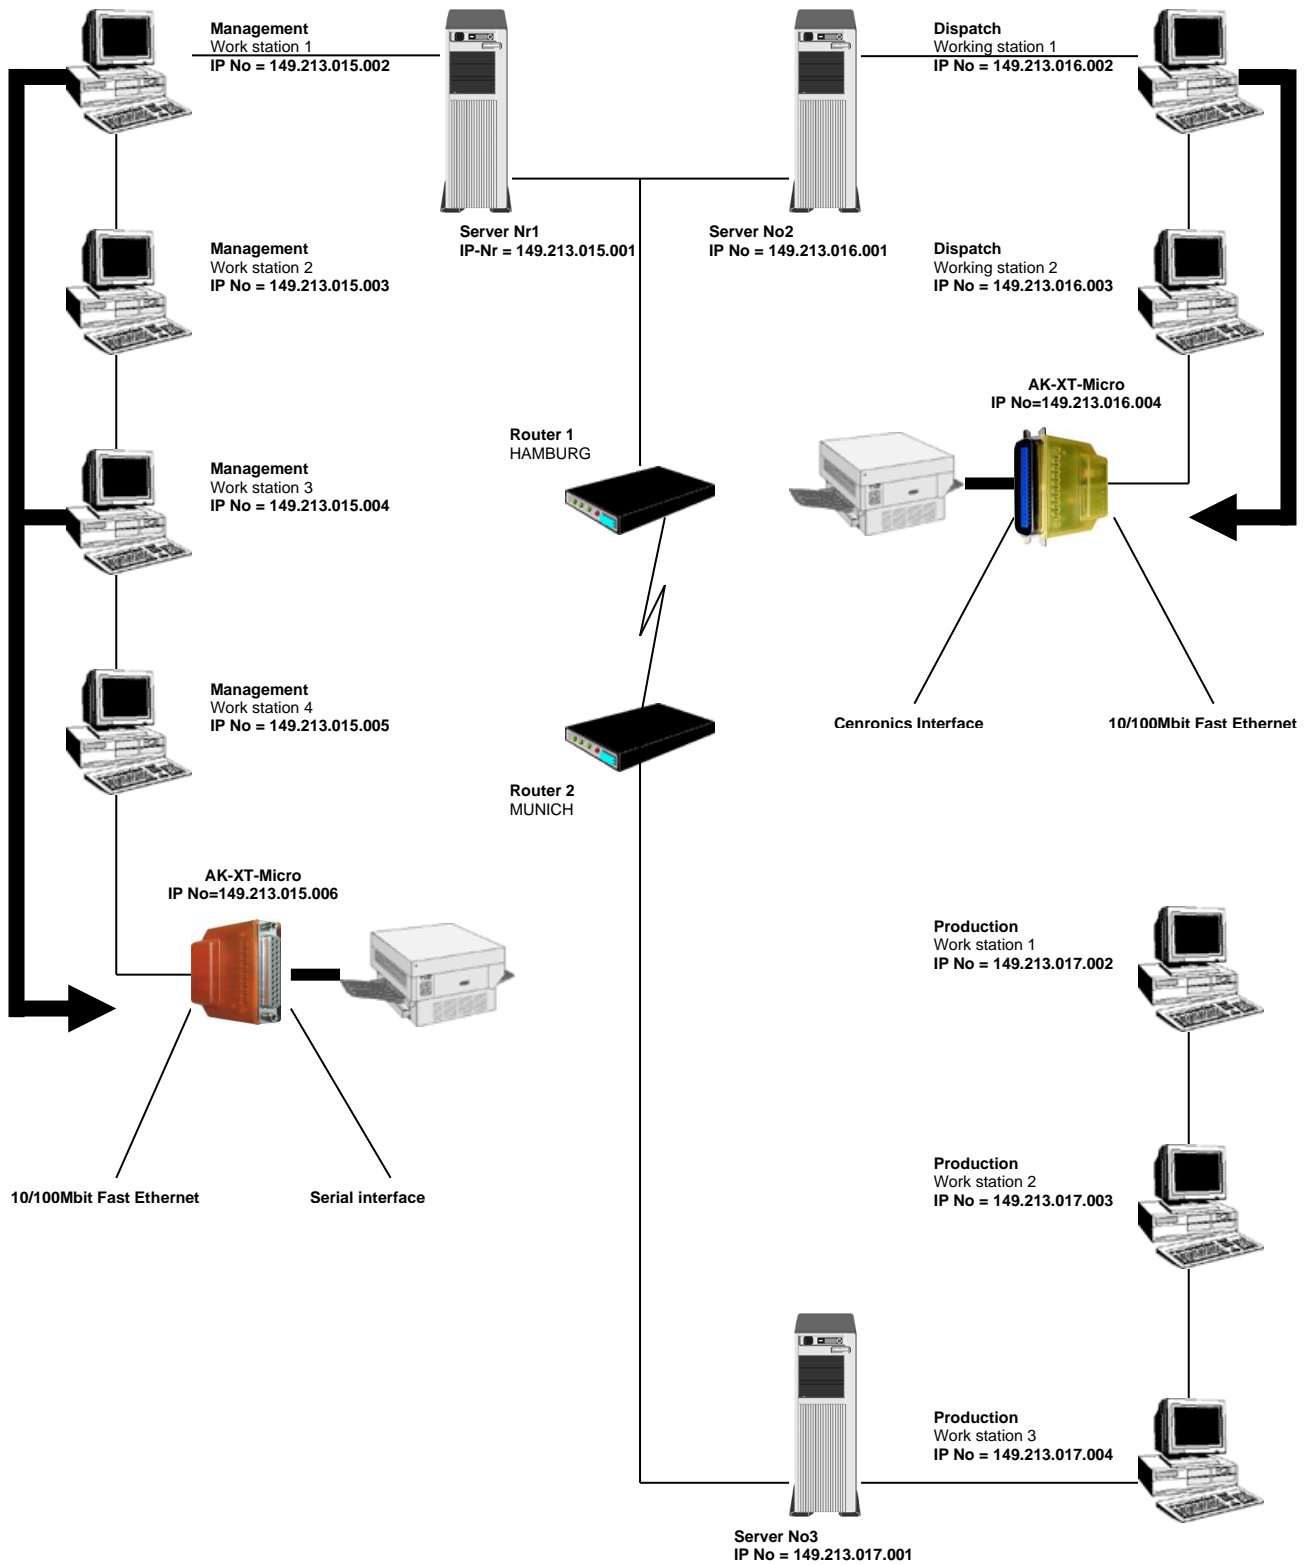 Management
Work station 1
IP No = 149.213.015.002
Dispatch
Working station 1
IP No = 149.213.016.002
Server Nr1
IP-Nr = 149.213.015.001
Server No2
IP No = 149.213.016.001
Management
Work station 2
IP No = 149.213.015.003
Dispatch
Working station 2
IP No = 149.213.016.003
AK-XT-Micro
IP No=149.213.016.004
Router 1
HAMBURG
Management
Work station 3
IP No = 149.213.015.004
Management
Work station 4
IP No = 149.213.015.005
Cenronics Interface
10/100Mbit Fast Ethernet
Router 2
MUNICH
AK-XT-Micro
IP No=149.213.015.006
Production
Work station 1
IP No = 149.213.017.002
10/100Mbit Fast Ethernet
Serial interface
Production
Work station 2
IP No = 149.213.017.003
Production
Work station 3
IP No = 149.213.017.004
Server No3
IP No = 149.213.017.001